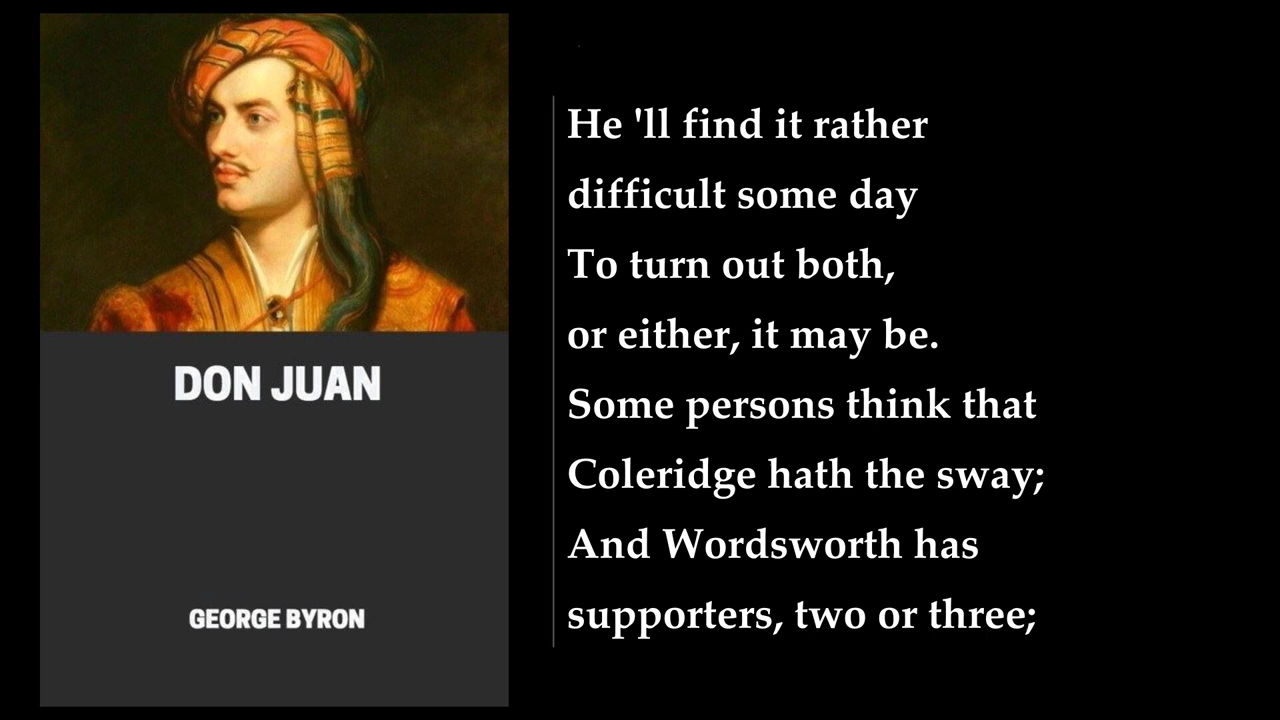 DON JUAN
GEORGE BYRON
He 'll find it rather
difficult some day
To turn out both,
or either, it may be.
Some persons think that
Coleridge hath the sway;
And Wordsworth has
supporters, two or three;